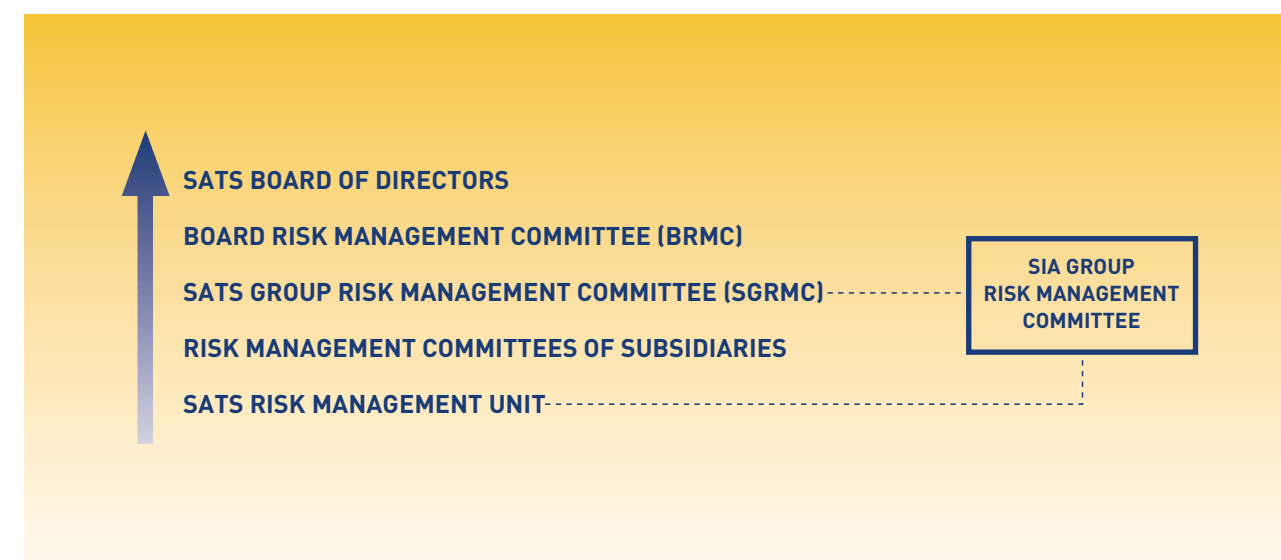 SATS BOARD OF DIRECTORS
BOARD RISK MANAGEMENT COMMITTEE (BRMC)
SATS GROUP RISK MANAGEMENT COMMITTEE (SGRMC)
RISK MANAGEMENT COMMITTEES OF SUBSIDIARIES
SATS RISK MANAGEMENT UNIT
SIA GROUP
RISK MANAGEMENT
COMMITTEE